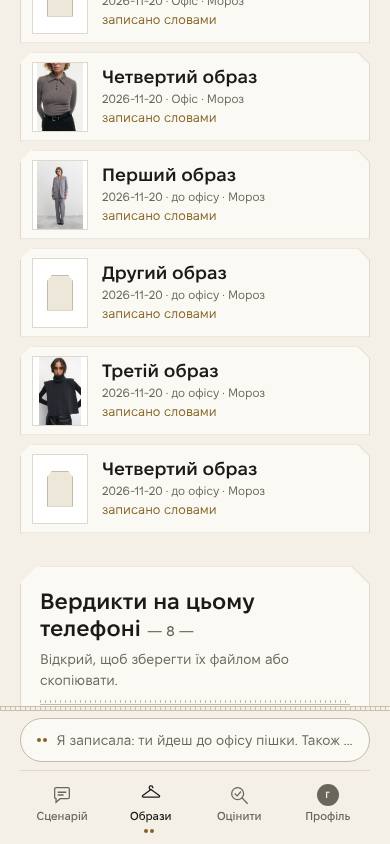 2026-11-20 · Офіс · Мороз
записано словами
Четвертий образ
2026-11-20 · Офіс · Мороз
записано словами
Перший образ
2026-11-20 · до офісу · Мороз
записано словами
Другий образ
2026-11-20 · до офісу · Мороз
записано словами
Третій образ
2026-11-20 · до офісу · Мороз
записано словами
Четвертий образ
2026-11-20 · до офісу · Мороз
записано словами
Вердикти на цьому
телефоні — 8 —
Відкрий, щоб зберегти їх файлом або
скопіювати.
Я записала: ти йдеш до офісу пішки. Також ...
Г
Сценарій Образи Оцінити Профіль